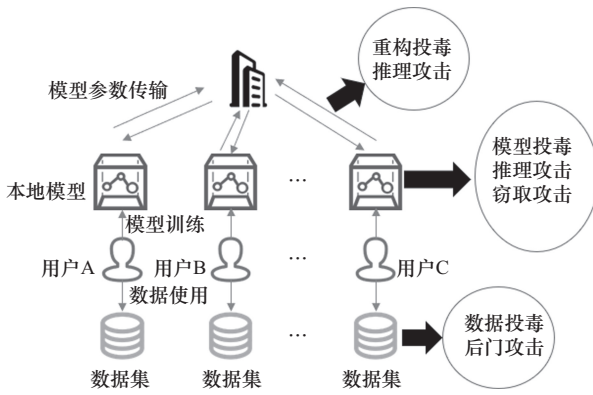 重构投毒
推理攻击
模型参数传输
模型投毒
推理攻击
窃取攻击
本地模型
...
模型训练
用户A
用户B
...
用户C
数据使用
数据投毒
后门攻击
...
数据集
数据集
数据集